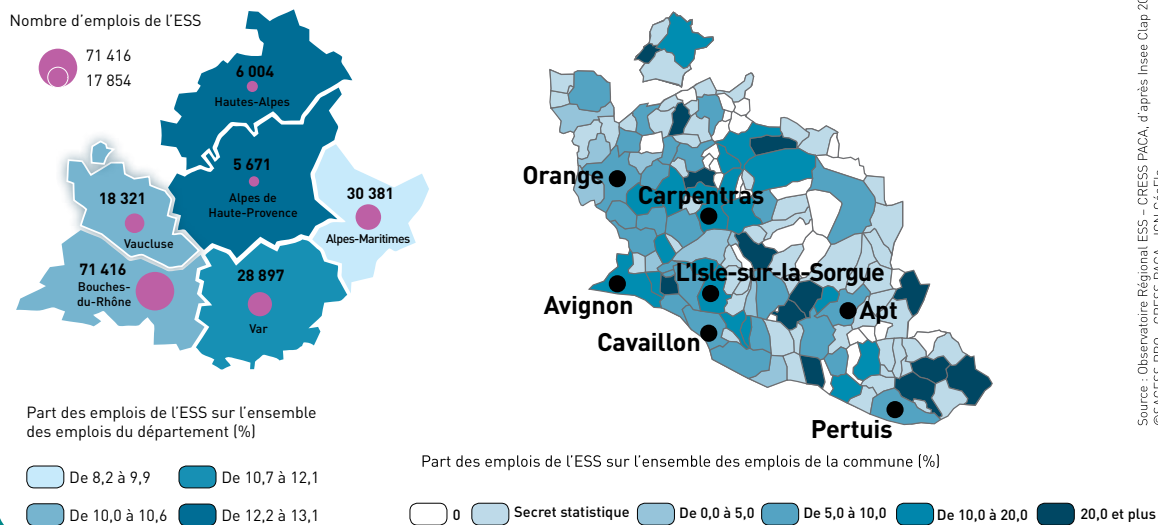 Nombre d'emplois de l'ESS
71 416
17 854
6 004
Hautes-Alpes
5 671
Alpes de
Haute-Provence
30 381
Alpes-Maritimes
18 321
Vaucluse
71 416
Bouches-
du-Rhône
28 897
Var
Part des emplois de l'ESS sur l'ensemble
des emplois du département (%)
De 8,2 à 9,9
De 10,7 à 12,1
De 10,0 à 10,6
De 12,2 à 13,1
Orange
Carpentras
L'Isle-sur-la-Sorgue
Avignon
Apt
Cavaillon
Pertuis
Part des emplois de l'ESS sur l'ensemble des emplois de la commune (%)
0
Secret statistique
De 0,0 à 5,0
De 5,0 à 10,0
De 10,0 à 20,0
20,0 et plus
Source : Observatoire Régional ESS – CRESS PACA, d'après Insee Clap